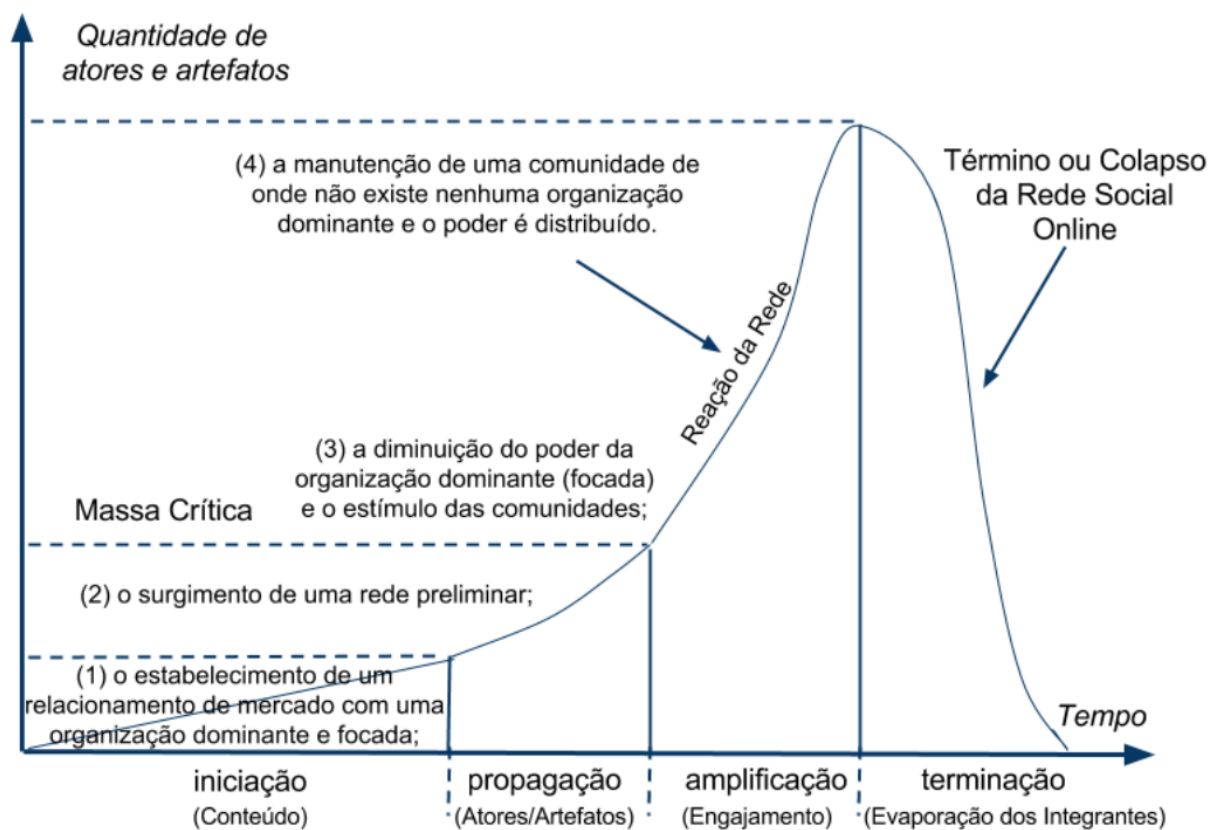 Quantidade de
atores e artefatos
(4) a manutenção de uma comunidade de
onde não existe nenhuma organização
dominante e o poder é distribuído.
Término ou Colapso
da Rede Social
Online
Reação da Rede
(3) a diminuição do poder da
organização dominante (focada)
e o estímulo das comunidades;
Massa Crítica
(2) o surgimento de uma rede preliminar;
(1) o estabelecimento de um
relacionamento de mercado com uma
organização dominante e focada;
Tempo
iniciação
(Conteúdo)
propagação
(Atores/Artefatos)
amplificação
(Engajamento)
terminação
(Evaporação dos Integrantes)